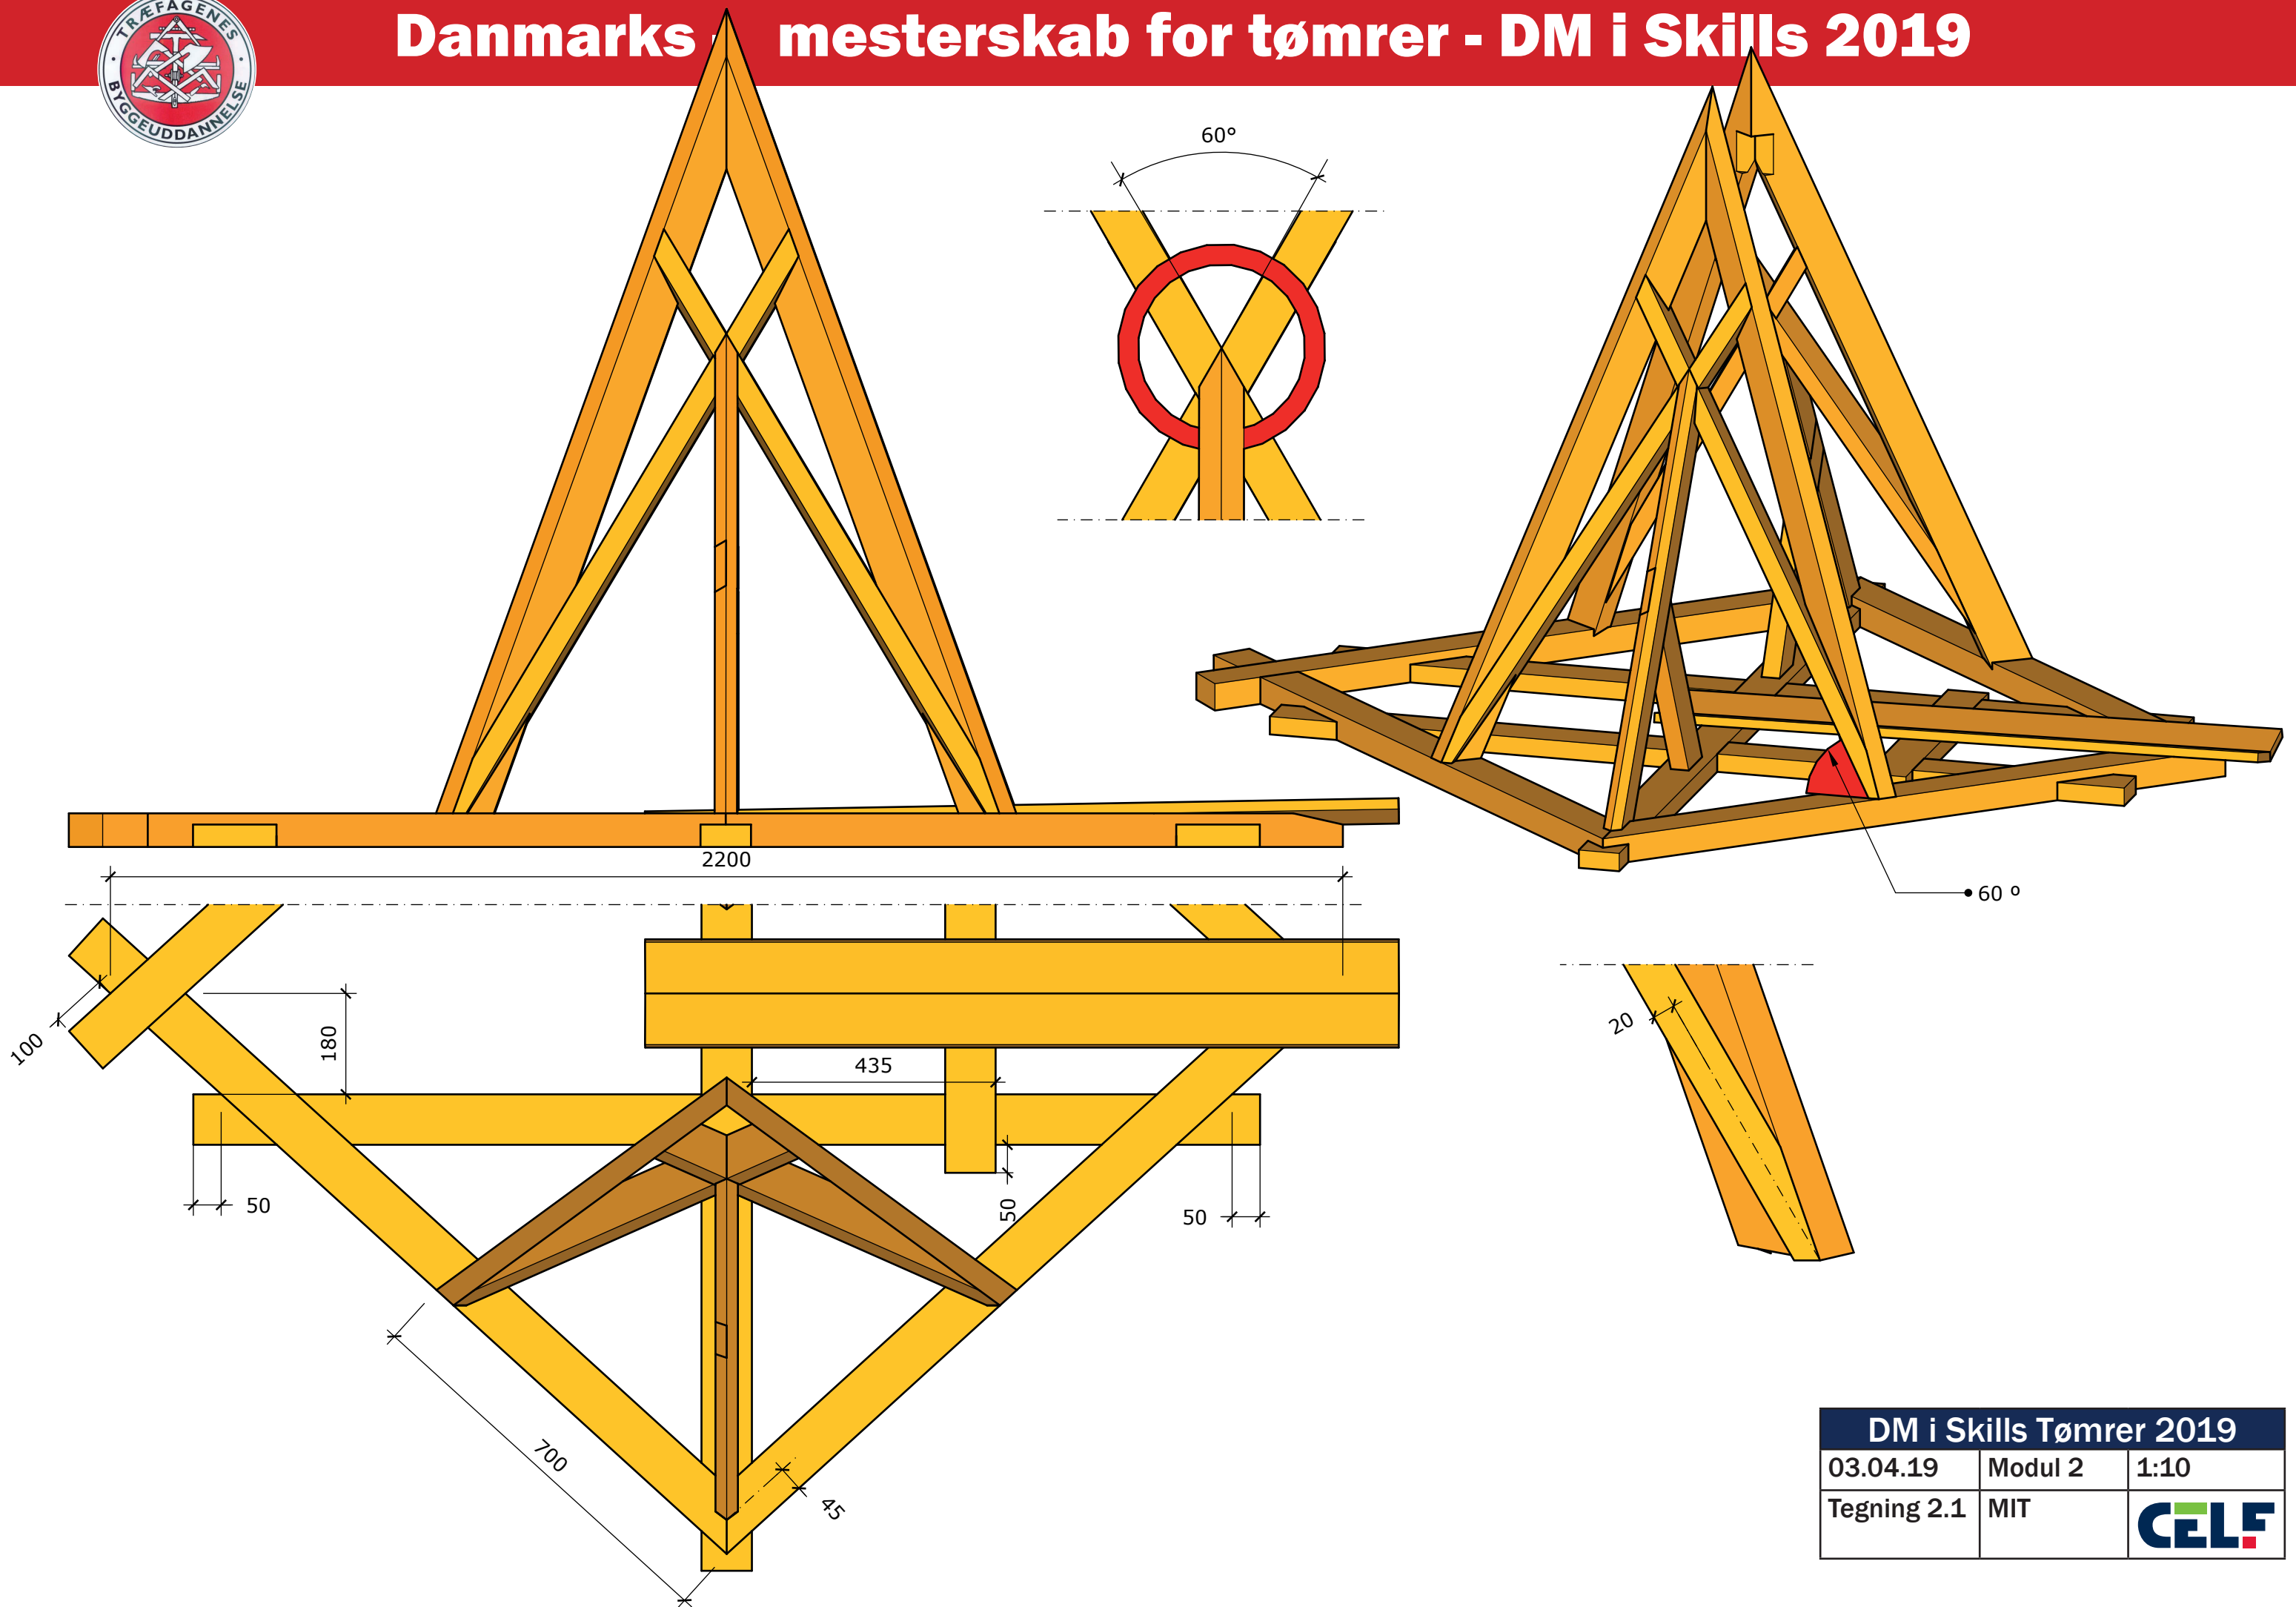 Danmarks - mesterskab for tømrer - DM i Skills 2019
TRÆFAGENES
BYGGEUDDANNELSE
60°
2200
60 º
100
180
435
20
50
50
50
700
45
DM i Skills Tømrer 2019
03.04.19 Modul 2 1:10
Tegning 2.1 MIT
CELF